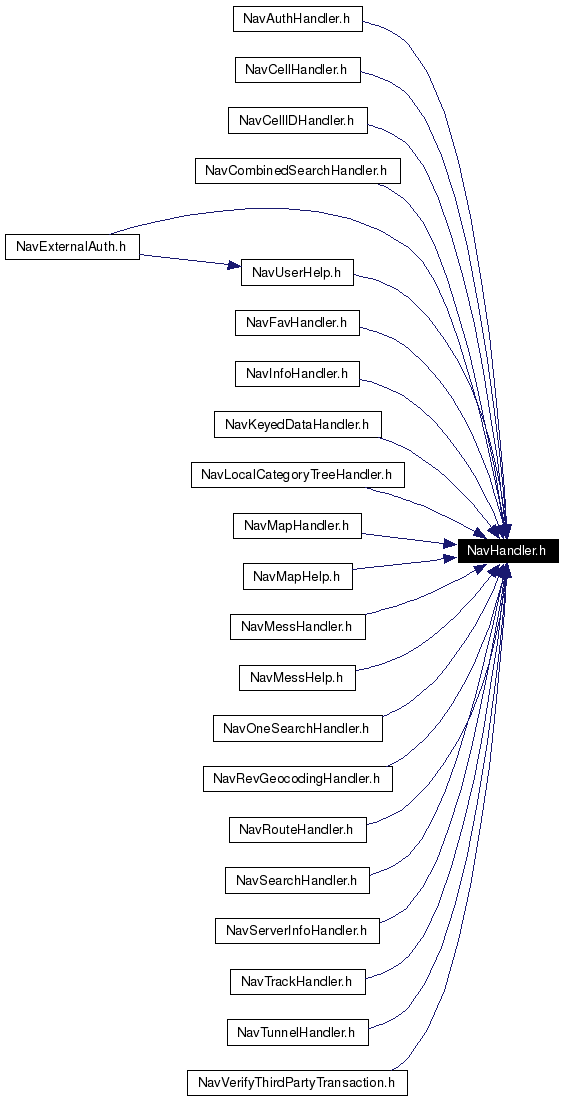 NavAuthHandler.h
NavCellHandler.h
NavCellIDHandler.h
NavCombinedSearchHandler.h
NavExternalAuth.h
NavUserHelp.h
NavFavHandler.h
NavInfoHandler.h
NavKeyedDataHandler.h
NavLocalCategoryTreeHandler.h
NavMapHandler.h
NavHandler.h
NavMapHelp.h
NavMessHandler.h
NavMessHelp.h
NavOneSearchHandler.h
NavRevGeocodingHandler.h
NavRouteHandler.h
NavSearchHandler.h
NavServerInfoHandler.h
NavTrackHandler.h
NavTunnelHandler.h
NavVerifyThirdPartyTransaction.h